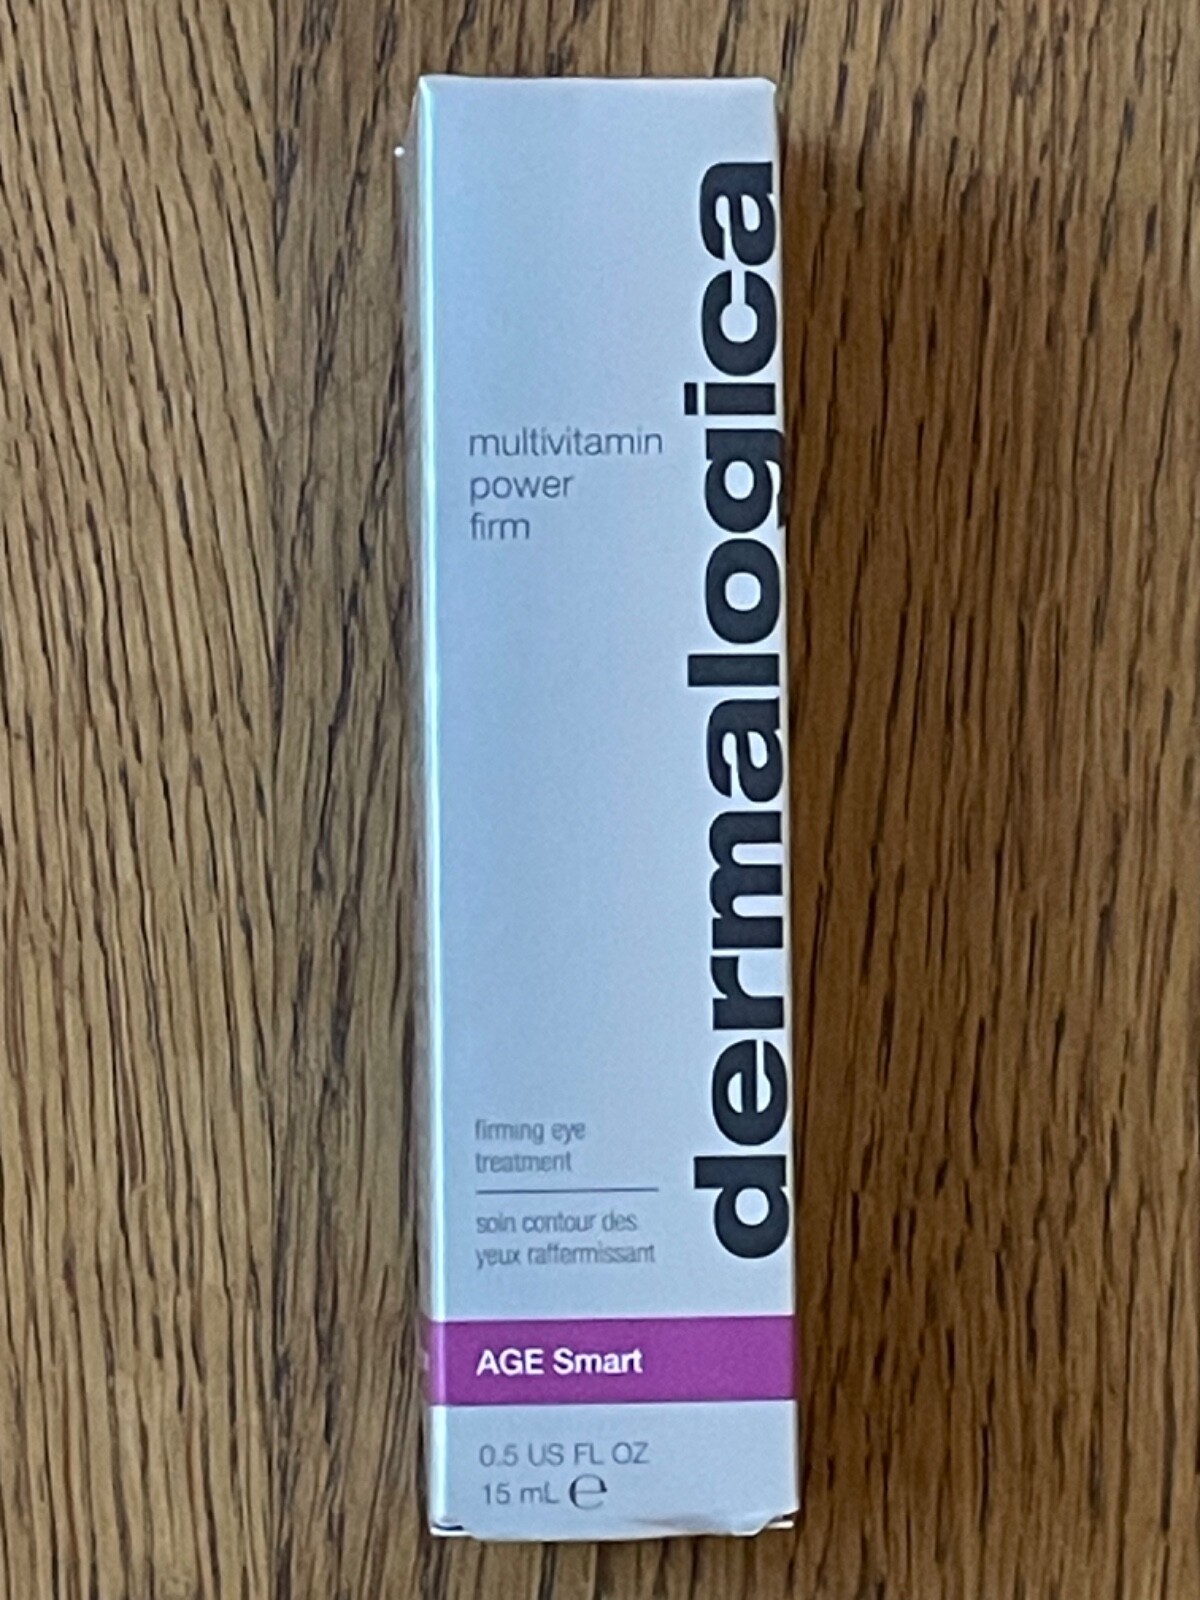 dermalogica
multivitamin
power
firm
firming eye
treatment
soin contour des
yeux raffermissant
AGE Smart
0.5 US FL OZ
15 mL ℮